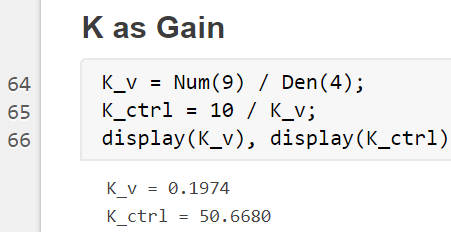 K as Gain
64 K_v = Num(9) / Den(4);
65 K_ctrl = 10 / K_v;
66 display(K_v), display(K_ctrl)
K_v = 0.1974
K_ctrl = 50.6680